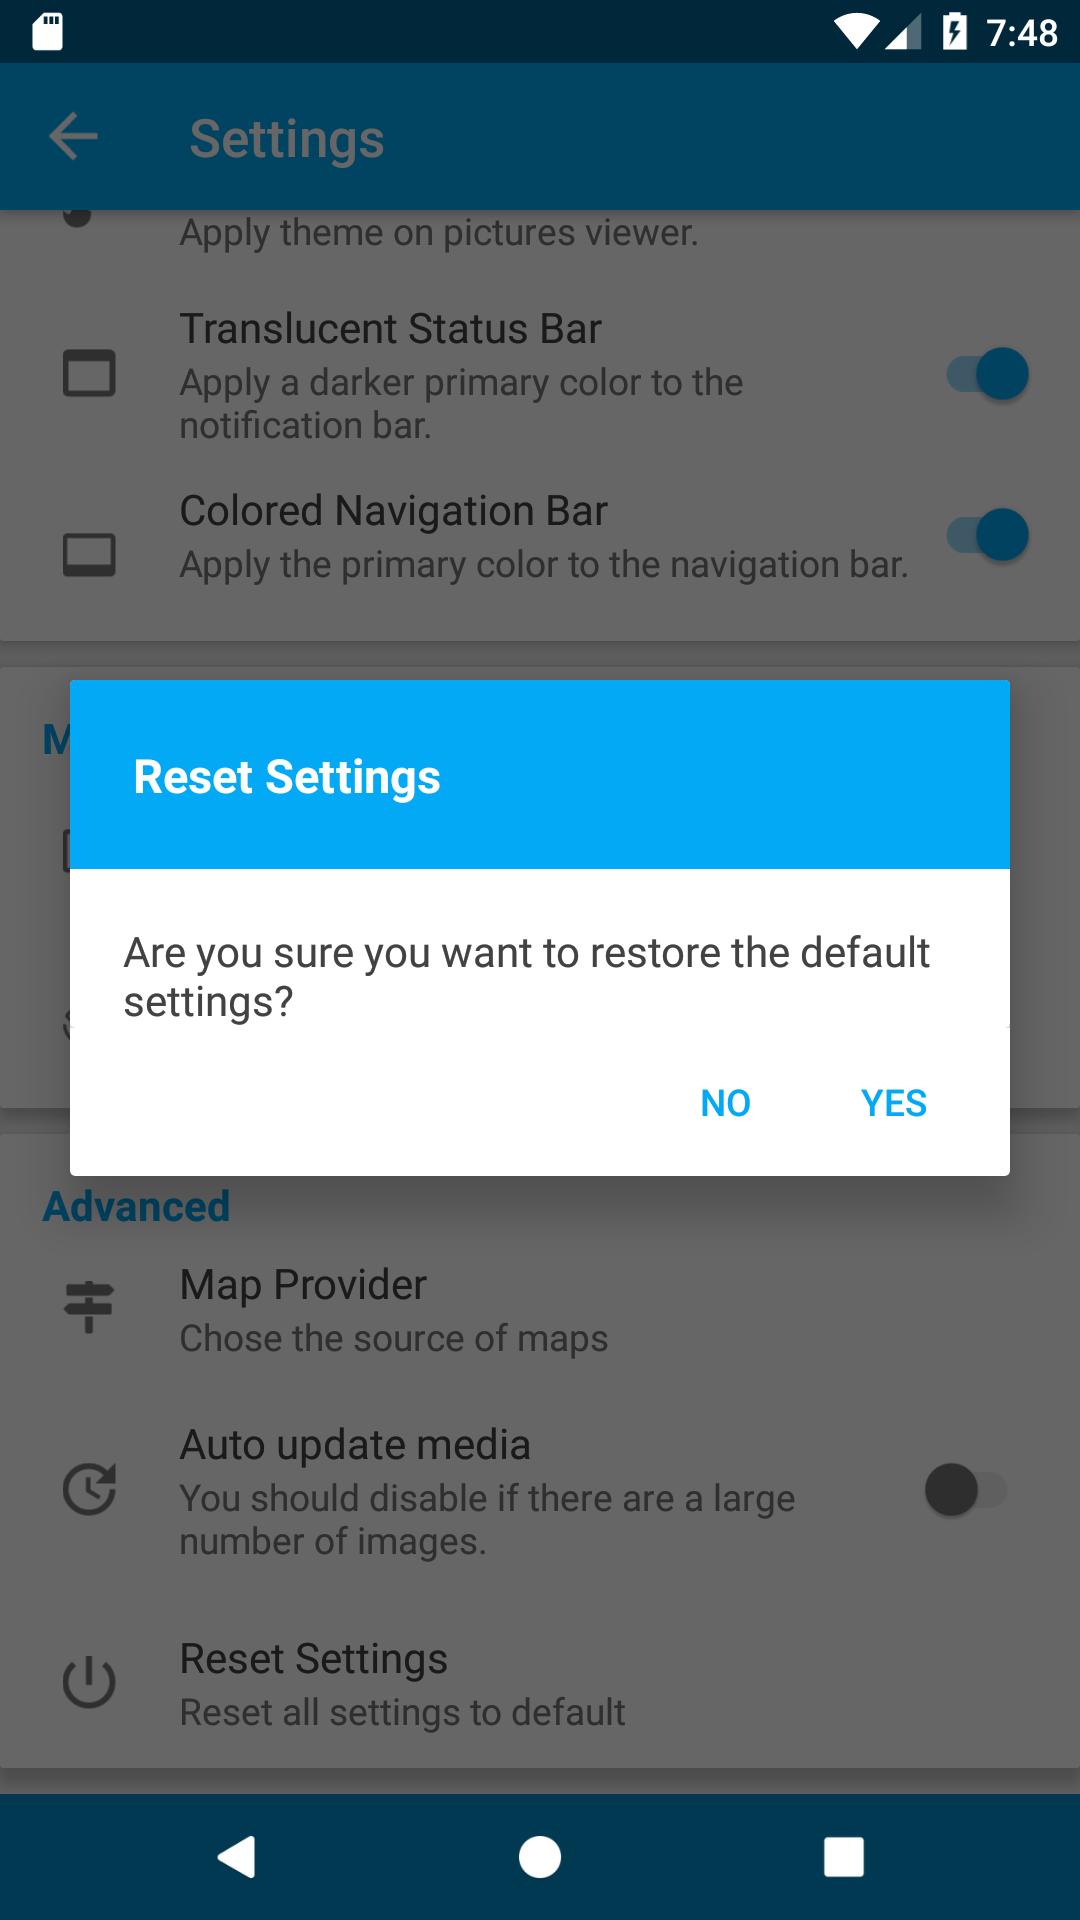 7:48
Settings
Apply theme on pictures viewer.
Translucent Status Bar
Apply a darker primary color to the
notification bar.
Colored Navigation Bar
Apply the primary color to the navigation bar.
Reset Settings
Are you sure you want to restore the default
settings?
NO YES
Advanced
Map Provider
Chose the source of maps
Auto update media
You should disable if there are a large
number of images.
Reset Settings
Reset all settings to default